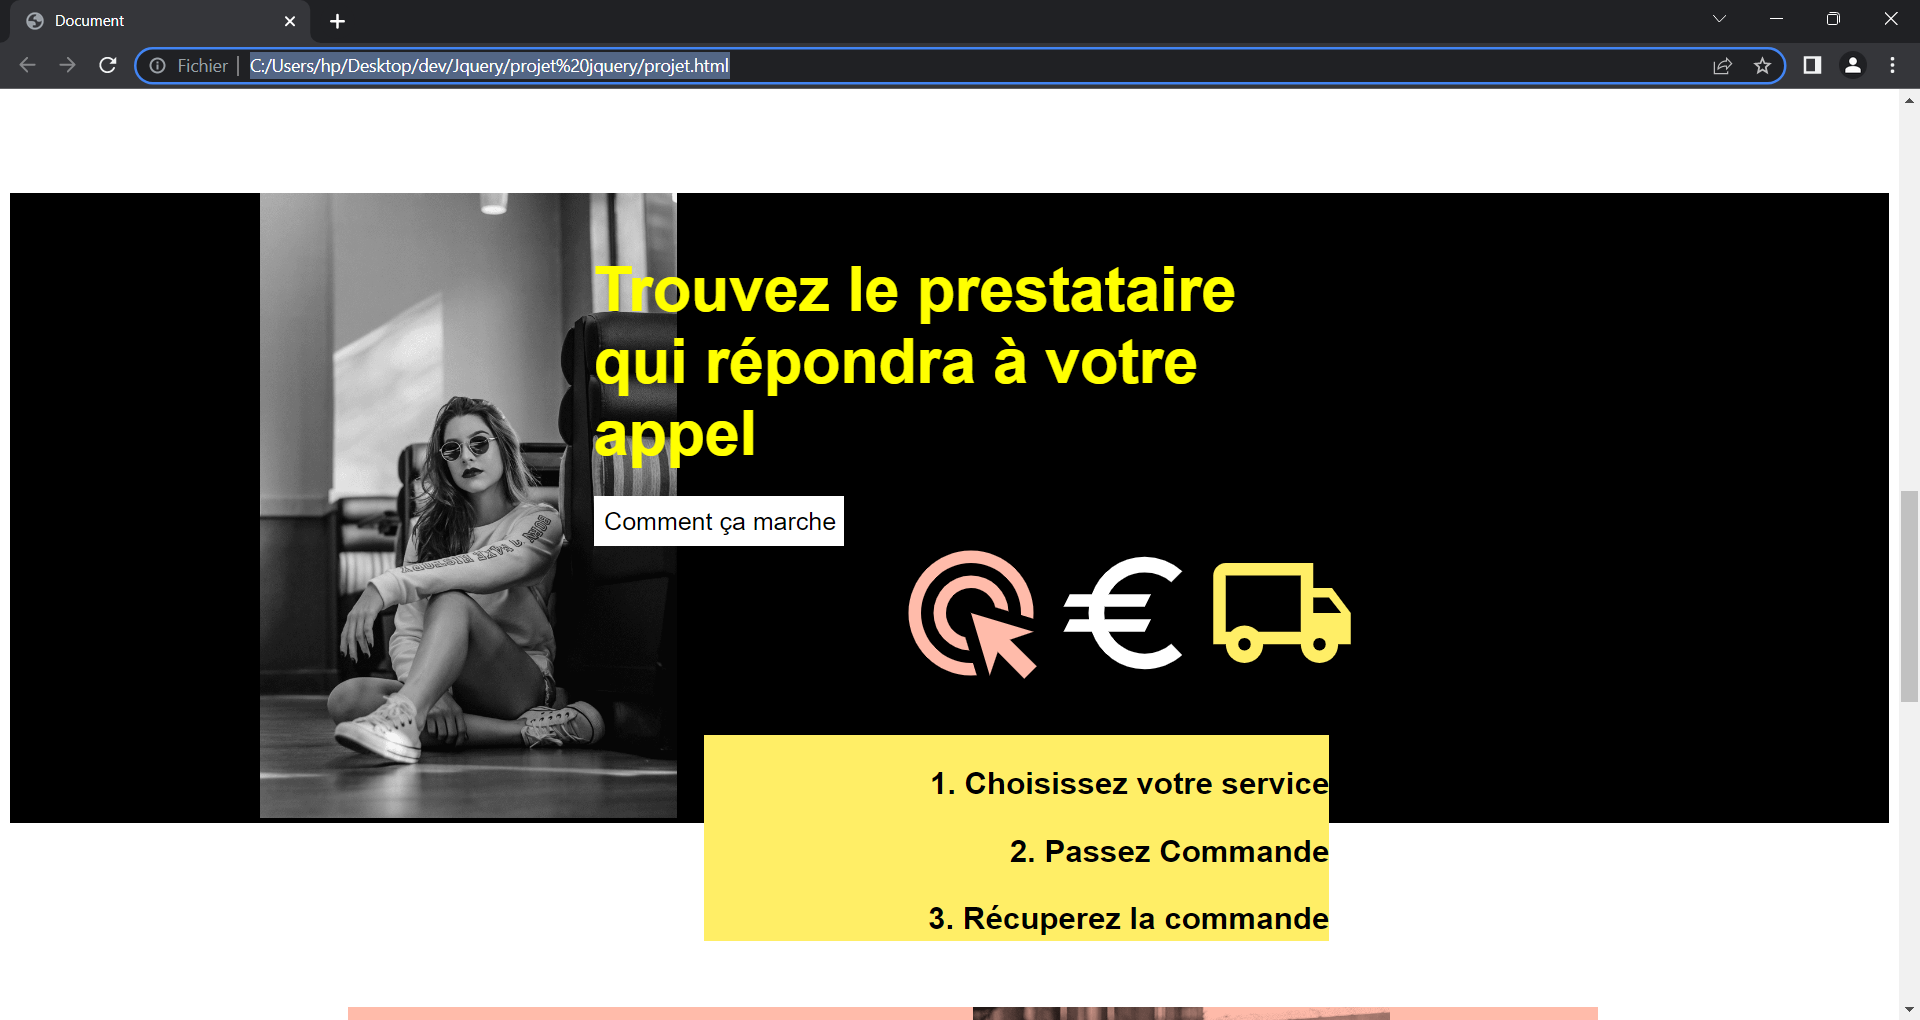 Document
Fichier
C:/Users/hp/Desktop/dev/Jquery/projet%20jquery/projet.html
Trouvez le prestataire
qui répondra à votre
appel
Comment ça marche
1. Choisissez votre service
2. Passez Commande
3. Récuperez la commande